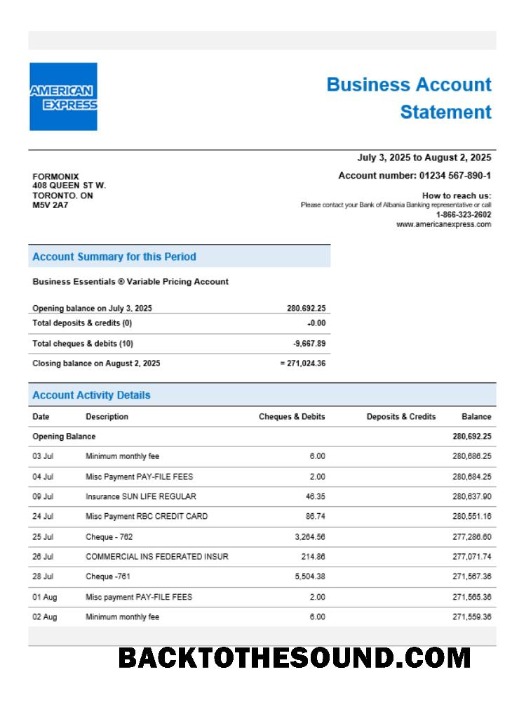 AMERICAN
EXPRESS
Business Account
Statement
July 3, 2025 to August 2, 2025
FORMONIX
408 QUEEN ST W.
TORONTO. ON
M5V 2A7
Account number: 01234 567-890-1
How to reach us:
Please contact your Bank of Albania Banking representative or call
1-866-323-2602
www.americanexpress.com
Account Summary for this Period
Business Essentials ® Variable Pricing Account
Opening balance on July 3, 2025 280.692.25
Total deposits & credits (0) -0.00
Total cheques & debits (10) -9,667.89
Closing balance on August 2, 2025 = 271,024.36
Account Activity Details
Date Description Cheques & Debits Deposits & Credits Balance
Opening Balance 280,692.25
03 Jul Minimum monthly fee 6.00 280,686.25
04 Jul Misc Payment PAY-FILE FEES 2.00 280,684.25
09 Jul Insurance SUN LIFE REGULAR 46.35 280,637.90
24 Jul Misc Payment RBC CREDIT CARD 86.74 280,551.16
25 Jul Cheque - 762 3,264.56 277,286.60
26 Jul COMMERCIAL INS FEDERATED INSUR 214.86 277,071.74
28 Jul Cheque -761 5,504.38 271,567.36
01 Aug Misc payment PAY-FILE FEES 2.00 271,565.36
02 Aug Minimum monthly fee 6.00 271,559.36
BACKTOTHESOUND.COM